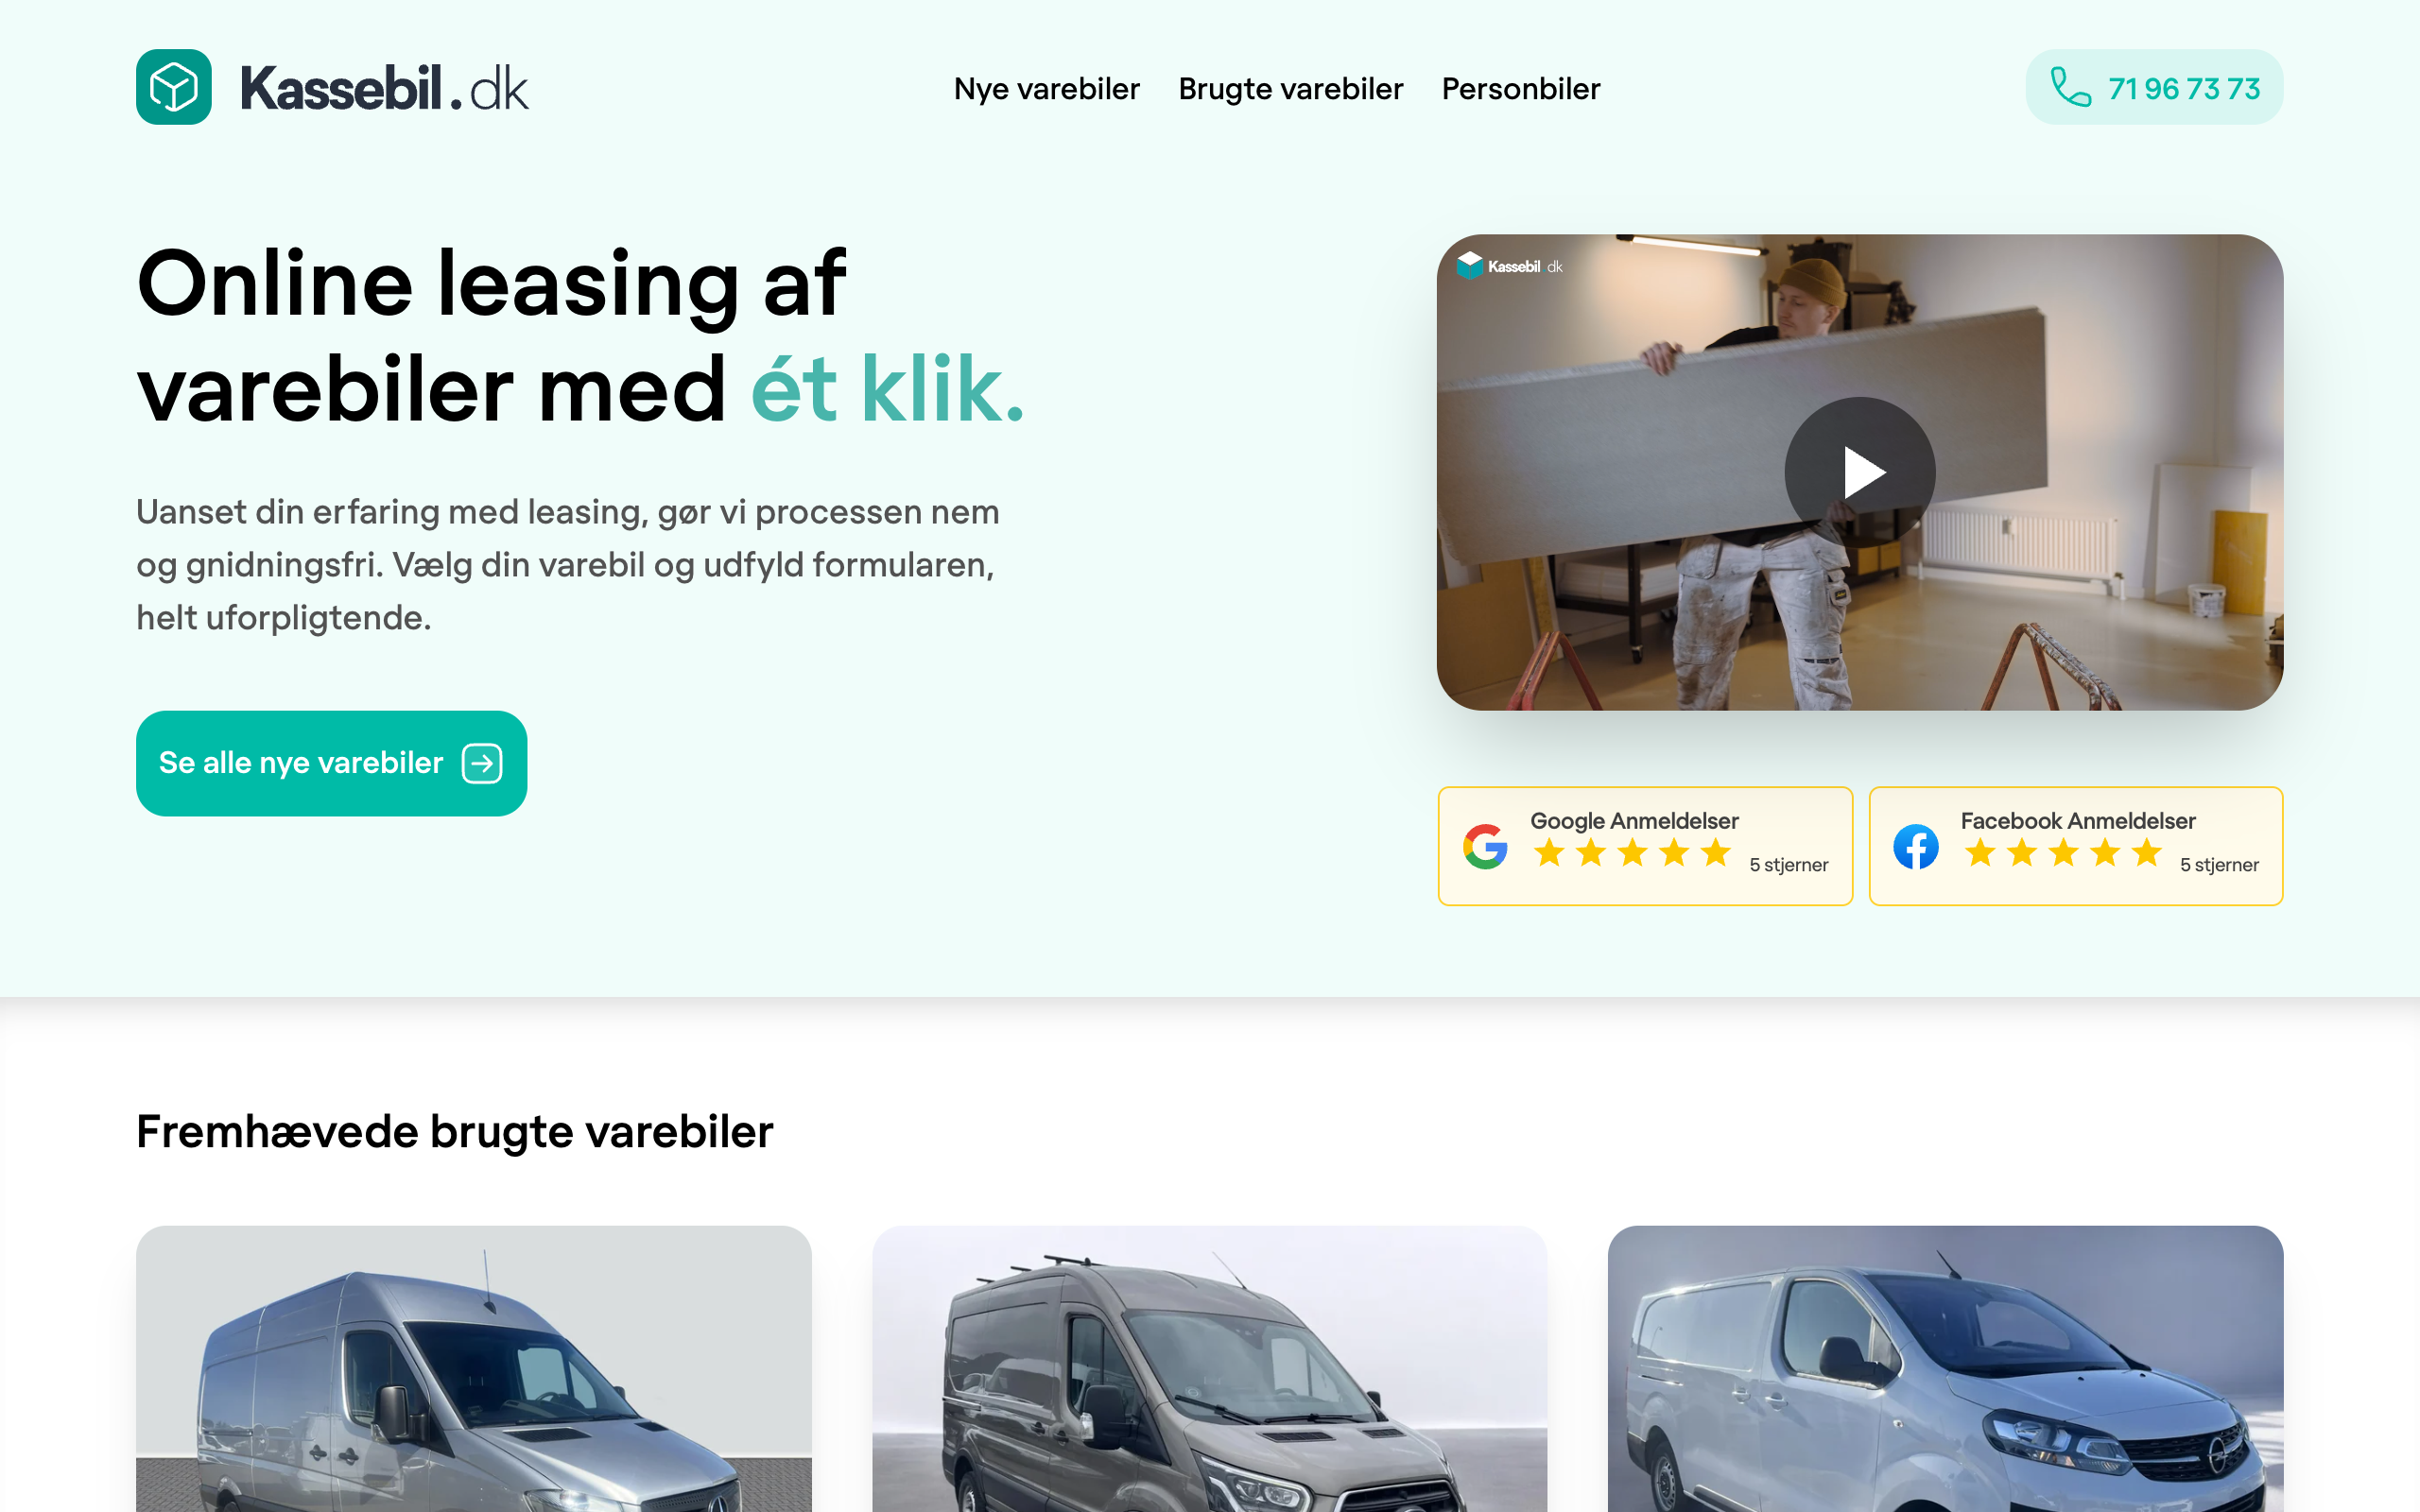 Kassebil.dk
Nye varebiler
Brugte varebiler
Personbiler
71 96 73 73
Online leasing af
varebiler med ét klik.
Uanset din erfaring med leasing, gør vi processen nem
og gnidningsfri. Vælg din varebil og udfyld formularen,
helt uforpligtende.
Se alle nye varebiler
Kassebil.dk
Google Anmeldelser
5 stjerner
Facebook Anmeldelser
5 stjerner
Fremhævede brugte varebiler